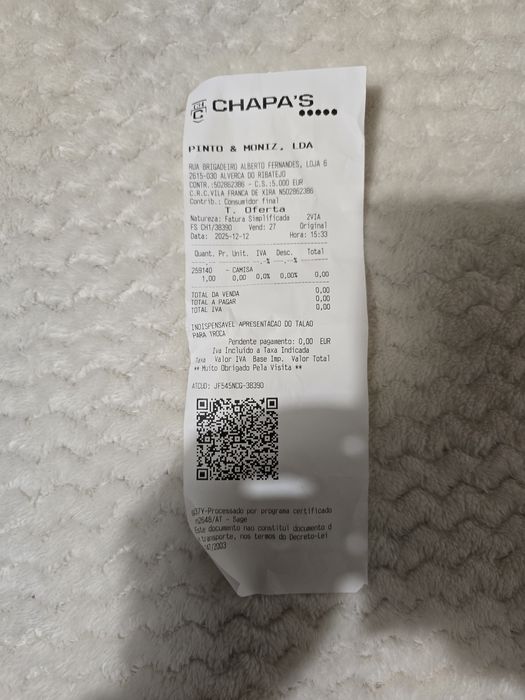 CHAPA'S
PINTO & MONIZ, LDA
RUA BRIGADEIRO ALBERTO FERNANDES, LOJA 6
2615-030 ALVERCA DO RIBATEJO
CONTR.:502862386 - C.S.:5.000 EUR
C.R.C.VILA FRANCA DE XIRA N502862386
Contrib.: Consumidor final
T. Oferta
Natureza: Fatura Simplificada 2VIA
FS CH1/38390 Vend: 27 Original
Data: 2025-12-12 Hora: 15:33
Quant. Pr. Unit. IVA Desc. Total
259140 - CAMISA
1,00 0,00 0,0% 0,00% 0,00
TOTAL DA VENDA 0,00
TOTAL A PAGAR 0,00
TOTAL IVA 0,00
INDISPENSAVEL APRESENTACAO DO TALAO
PARA TROCA
Pendente pagamento: 0,00 EUR
Iva Incluido a Taxa Indicada
Taxa Valor IVA Base Imp. Valor Total
** Muito Obrigado Pela Visita **
ATCUD: JF545NCG-38390
-Processado por programa certificado
n2648/AT - Sage
Este documento nao constitui documento d
transporte, nos termos do Decreto-Lei
/2003